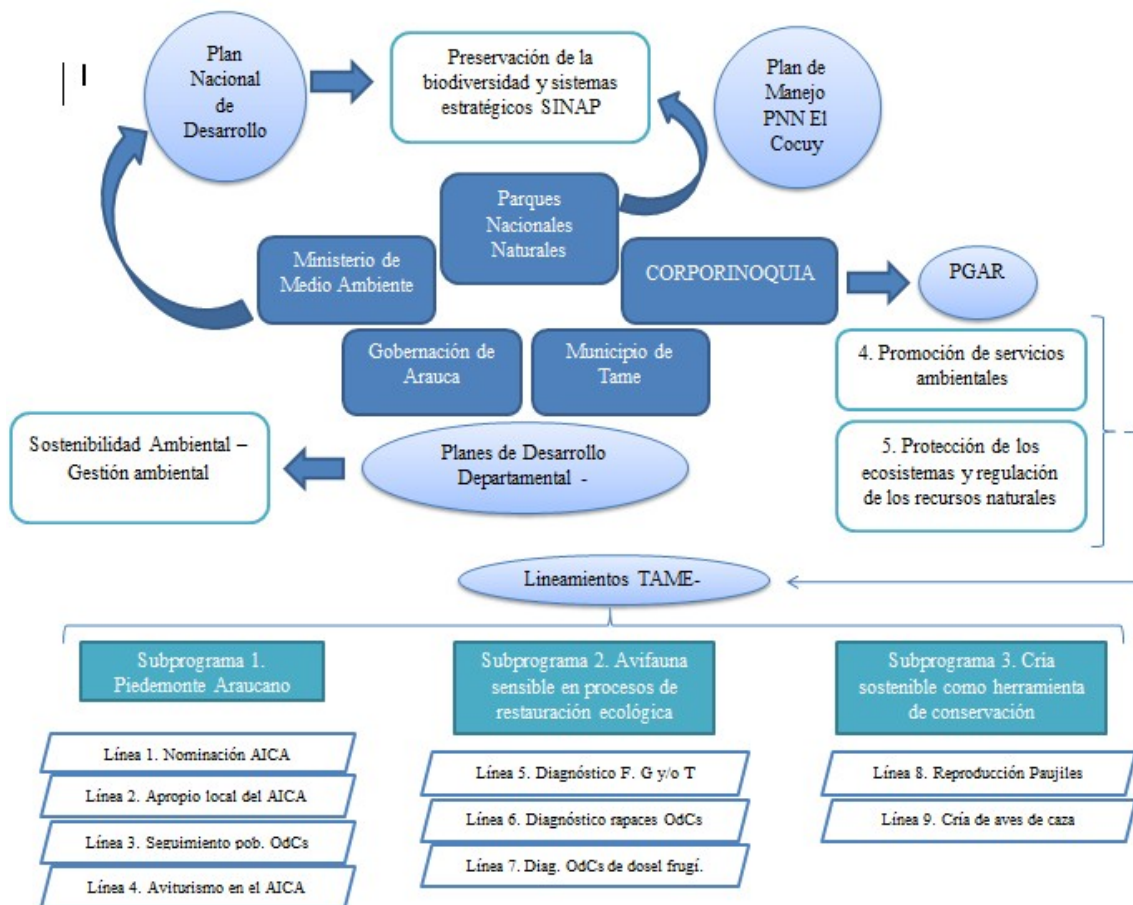 Plan
Nacional
de
Desarrollo
Preservación de la
biodiversidad y sistemas
estratégicos SINAP
Plan de
Manejo
PNN El
Cocuy
Parques
Nacionales
Naturales
Ministerio de
Medio Ambiente
CORPORINOQUIA
PGAR
Gobernación de
Arauca
Municipio de
Tame
4. Promoción de servicios
ambientales
Sostenibilidad Ambiental –
Gestión ambiental
Planes de Desarrollo
Departamental -
5. Protección de los
ecosistemas y regulación
de los recursos naturales
Lineamientos TAME-
Subprograma 1.
Piedemonte Araucano
Línea 1. Nominación AICA
Línea 2. Apropio local del AICA
Línea 3. Seguimiento pob. OdCs
Línea 4. Aviturismo en el AICA
Subprograma 2. Avifauna
sensible en procesos de
restauración ecológica
Línea 5. Diagnóstico F. G y/o T
Línea 6. Diagnóstico rapaces OdCs
Línea 7. Diag. OdCs de dosel frugí.
Subprograma 3. Cría
sostenible como herramienta
de conservación
Línea 8. Reproducción Paujiles
Línea 9. Cría de aves de caza